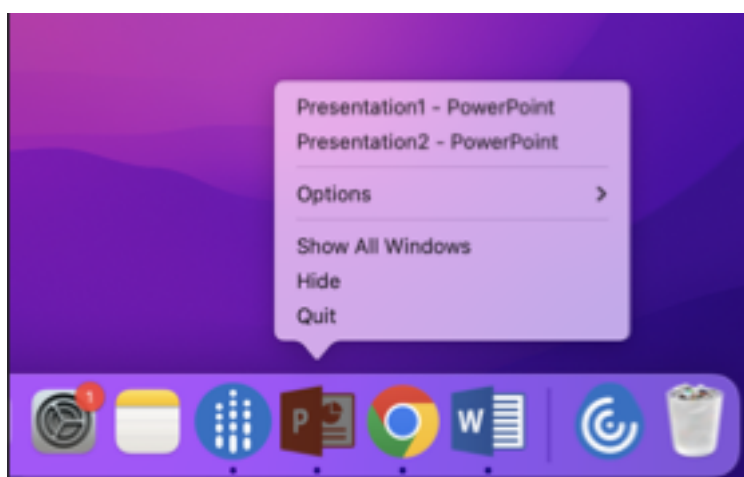 Presentation1 - PowerPoint
Presentation2 - PowerPoint
Options
Show All Windows
Hide
Quit
1
P
W